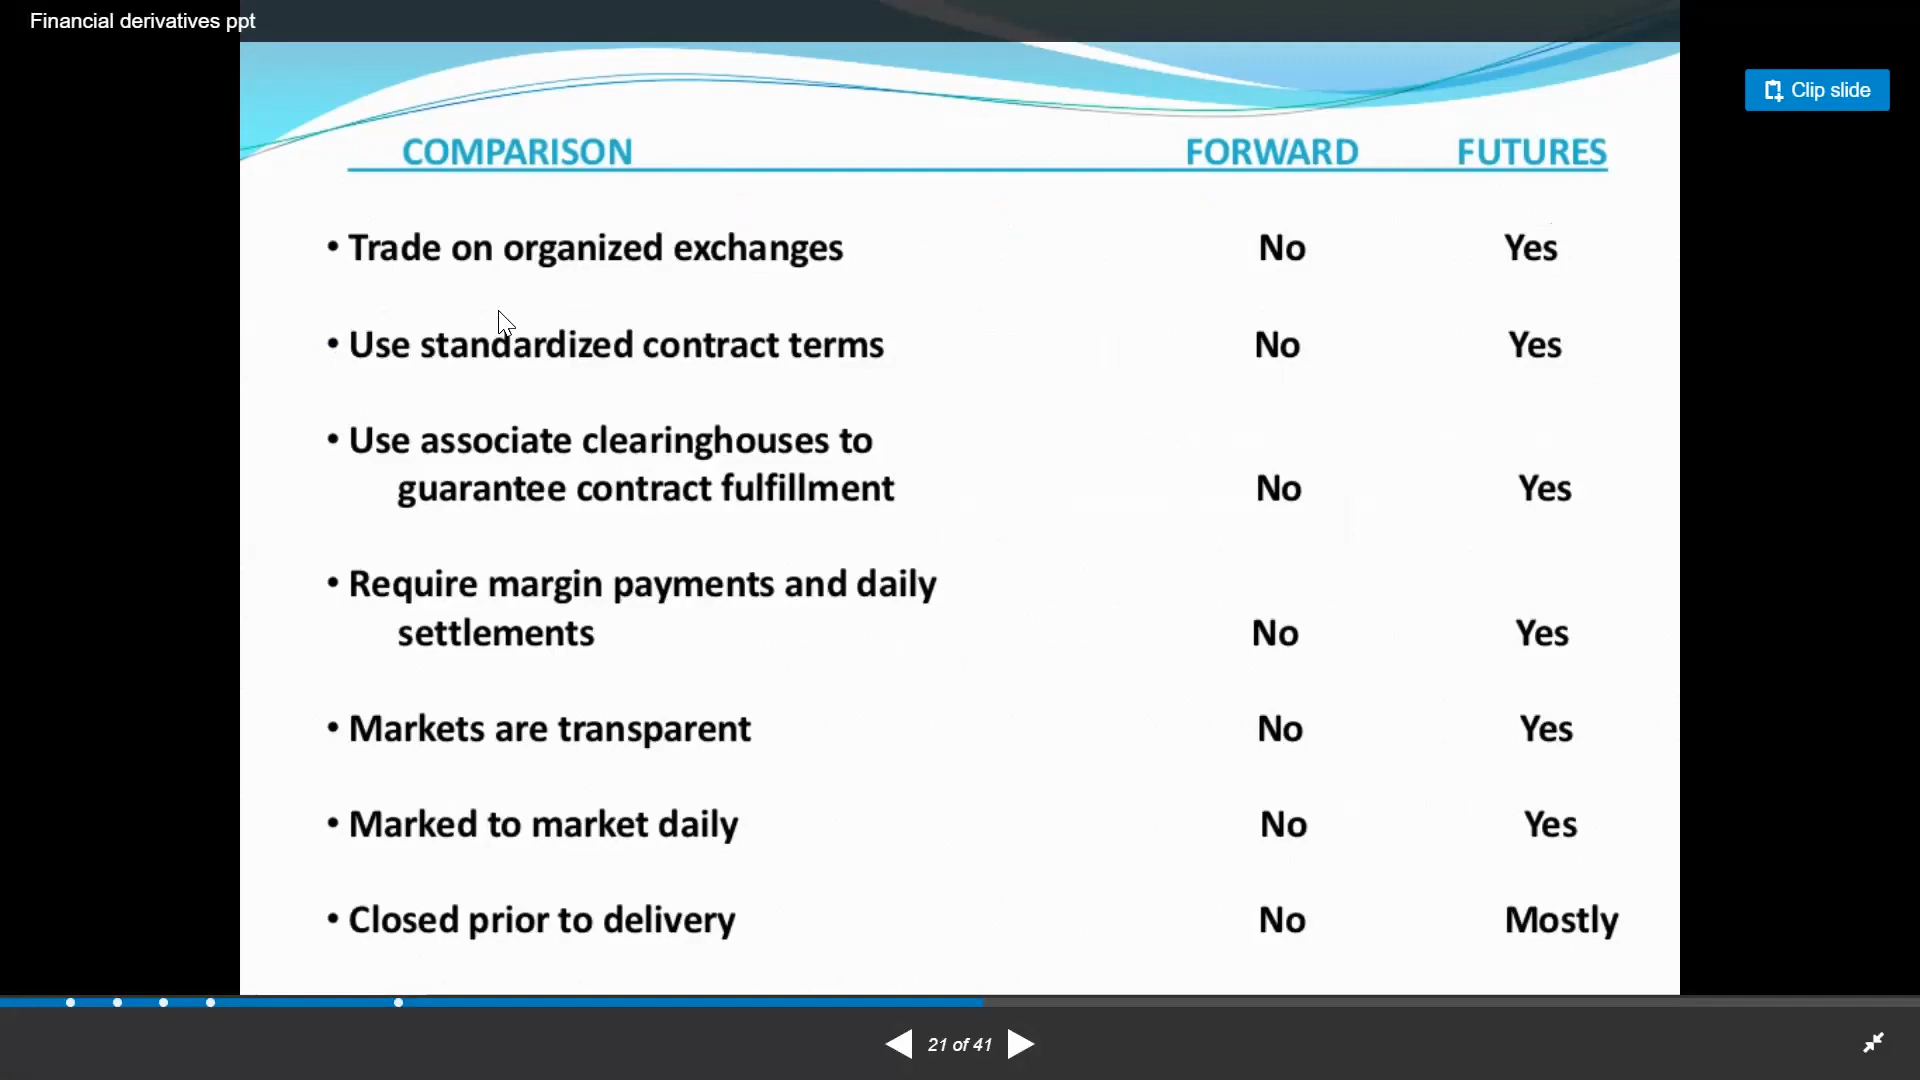 Financial derivatives ppt
Clip slide
COMPARISON FORWARD FUTURES
• Trade on organized exchanges No Yes
• Use standardized contract terms No Yes
• Use associate clearinghouses to
guarantee contract fulfillment No Yes
• Require margin payments and daily
settlements No Yes
• Markets are transparent No Yes
• Marked to market daily No Yes
• Closed prior to delivery No Mostly
21 of 41